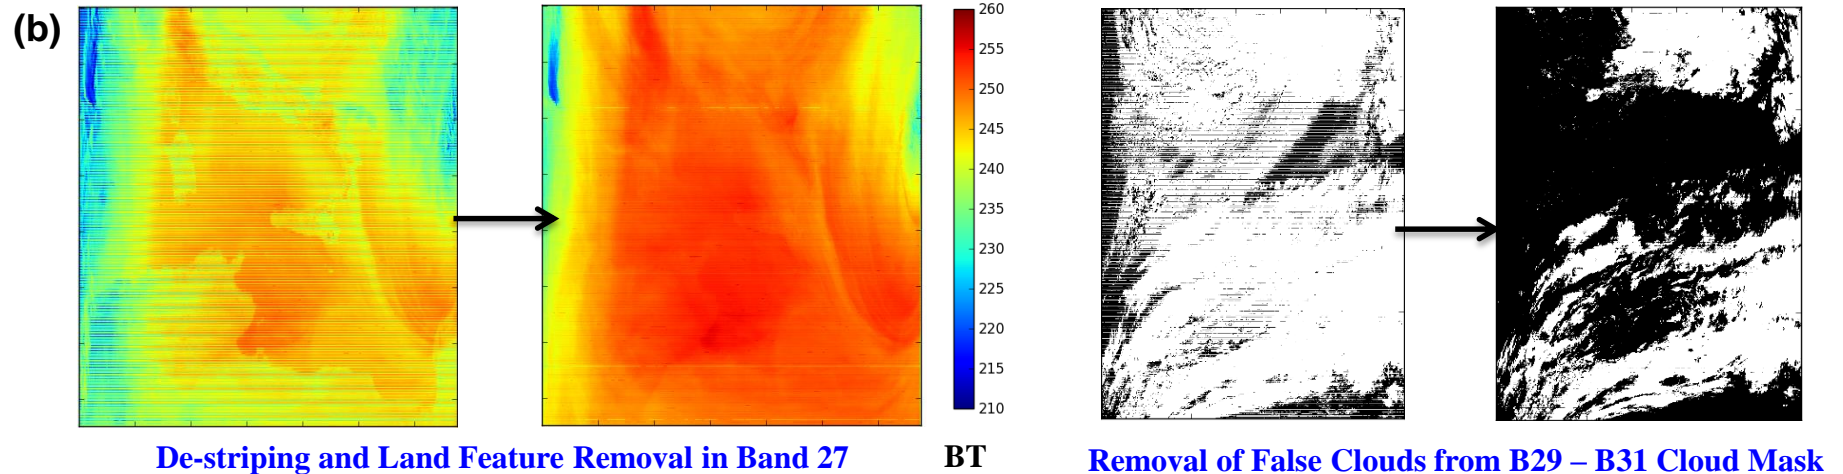 (b)
260
255
250
245
240
235
230
225
220
215
210
De-striping and Land Feature Removal in Band 27
BT
Removal of False Clouds from B29 – B31 Cloud Mask